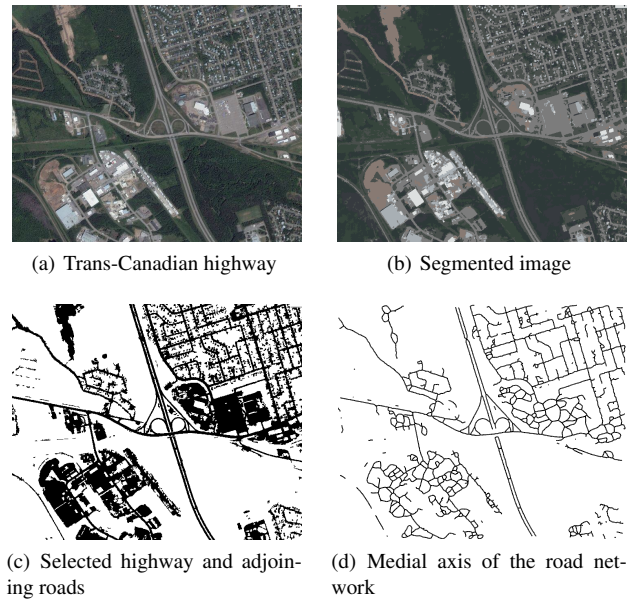 (a) Trans-Canadian highway
(b) Segmented image
(c) Selected highway and adjoin-
ing roads
(d) Medial axis of the road net-
work